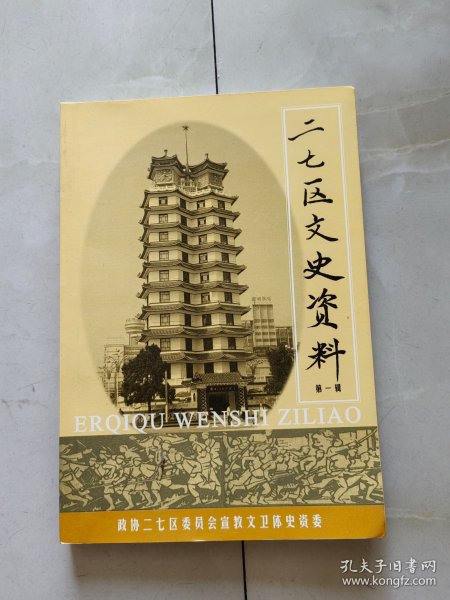 二七区文史资料
第一辑
ERQIQU WENSHI ZILIAO
政协二七区委员会宣教文卫体史资委
孔夫子旧书网
www.kongfz.com